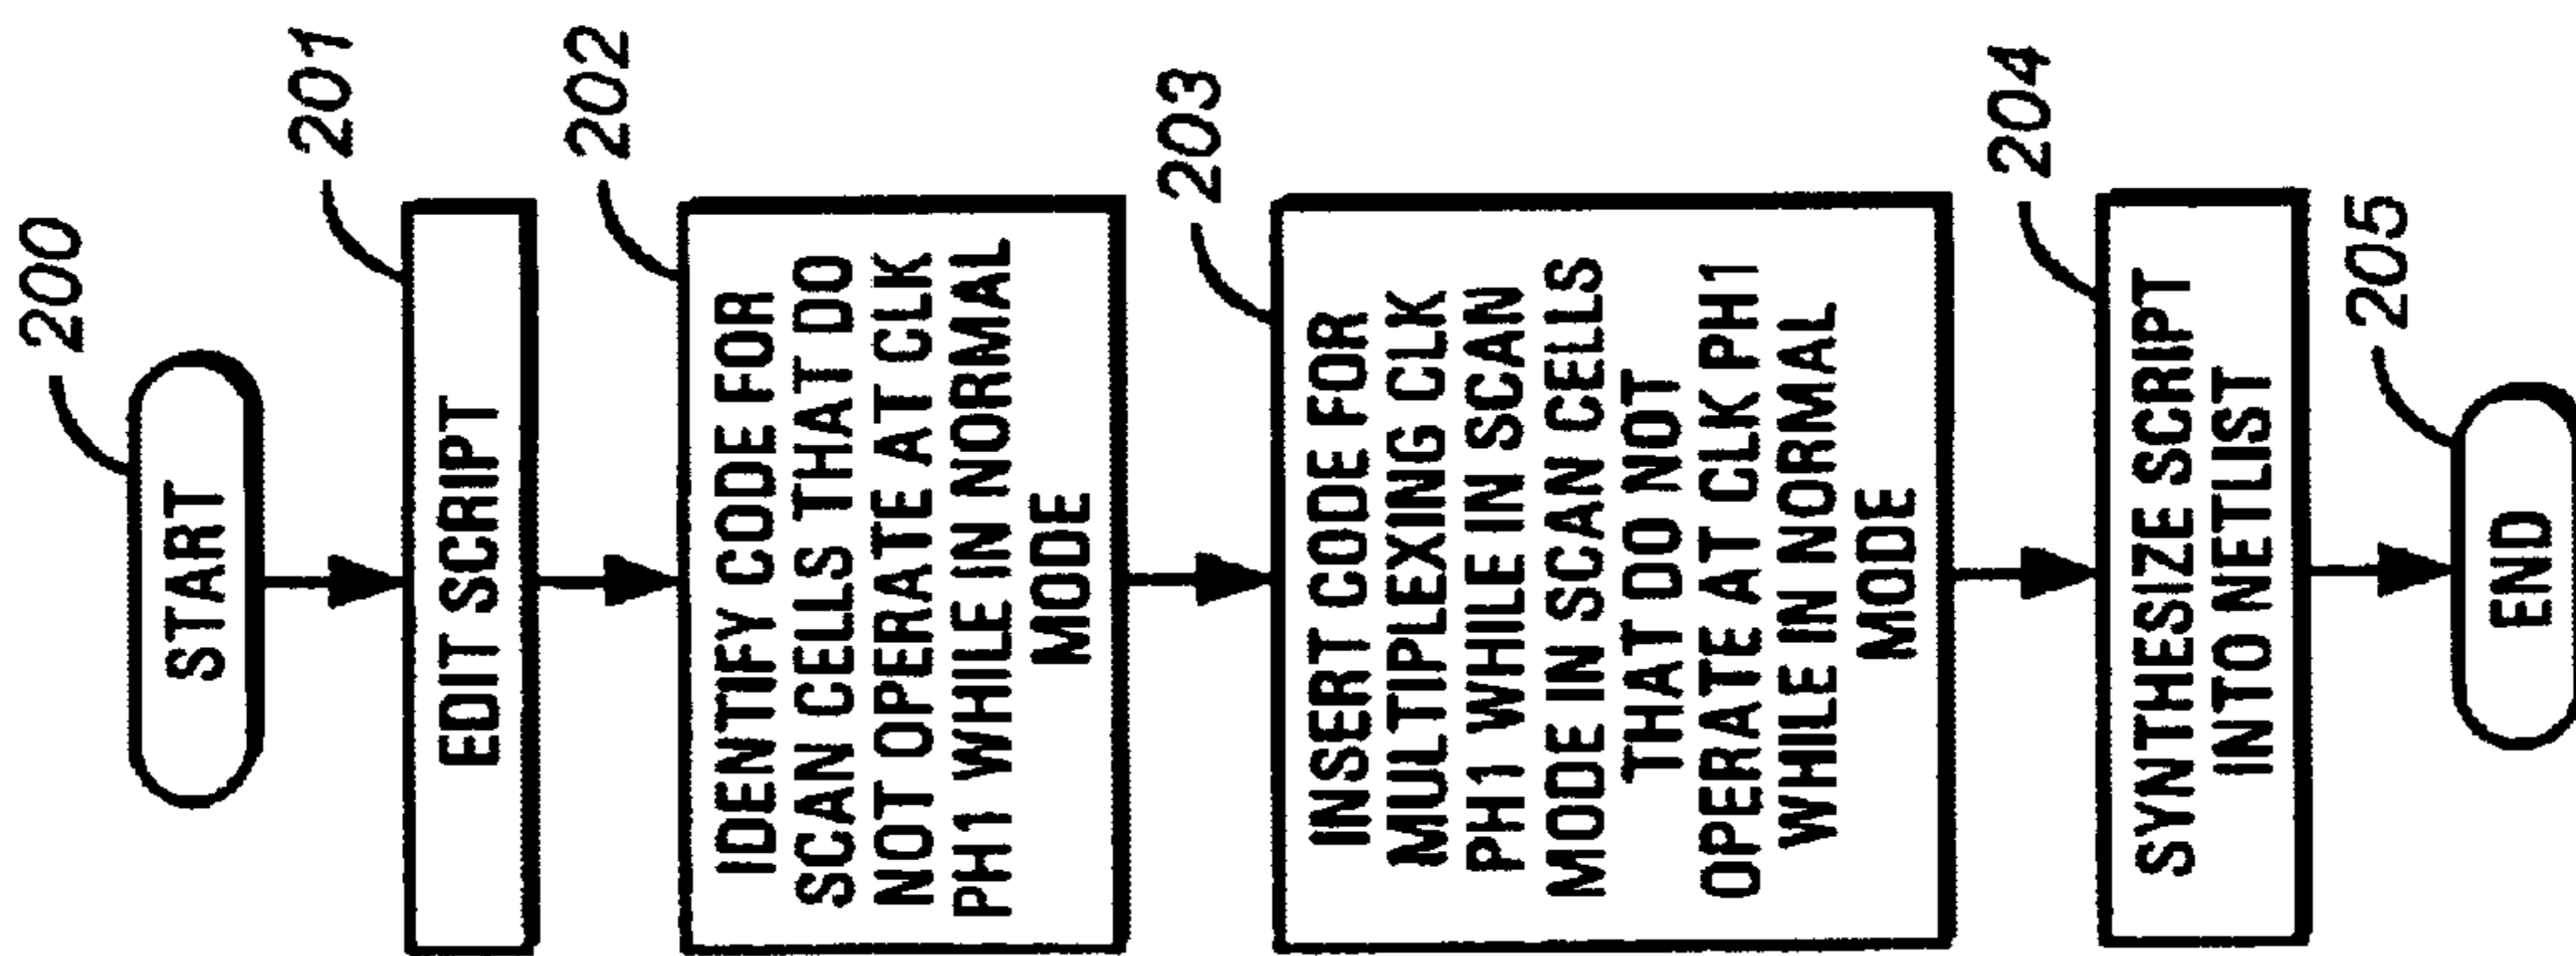 200
START
201
EDIT SCRIPT
202
IDENTIFY CODE FOR
SCAN CELLS THAT DO
NOT OPERATE AT CLK
PH1 WHILE IN NORMAL
MODE
203
INSERT CODE FOR
MULTIPLEXING CLK
PH1 WHILE IN SCAN
MODE IN SCAN CELLS
THAT DO NOT
OPERATE AT CLK PH1
WHILE IN NORMAL
MODE
204
SYNTHESIZE SCRIPT
INTO NETLIST
205
END